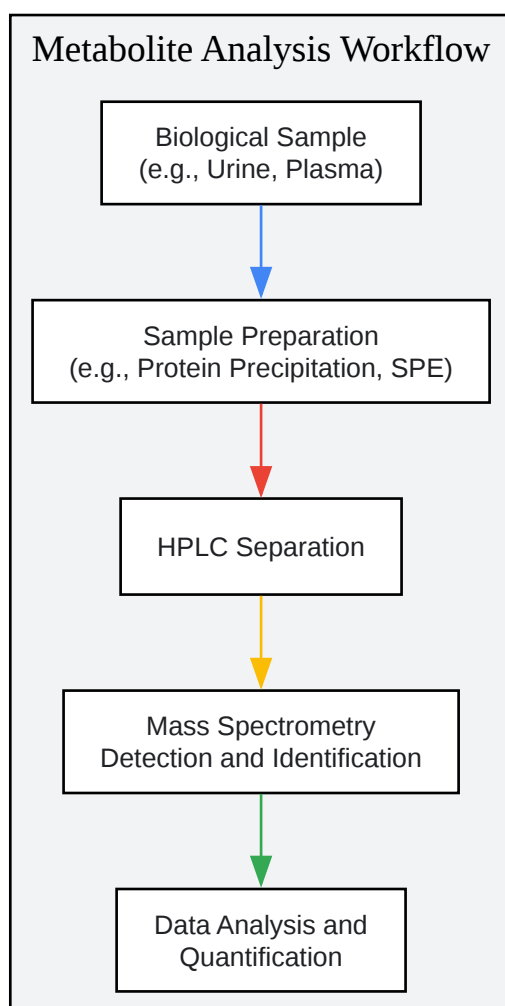 Metabolite Analysis Workflow
Biological Sample
(e.g., Urine, Plasma)
Sample Preparation
(e.g., Protein Precipitation, SPE)
HPLC Separation
Mass Spectrometry
Detection and Identification
Data Analysis and
Quantification